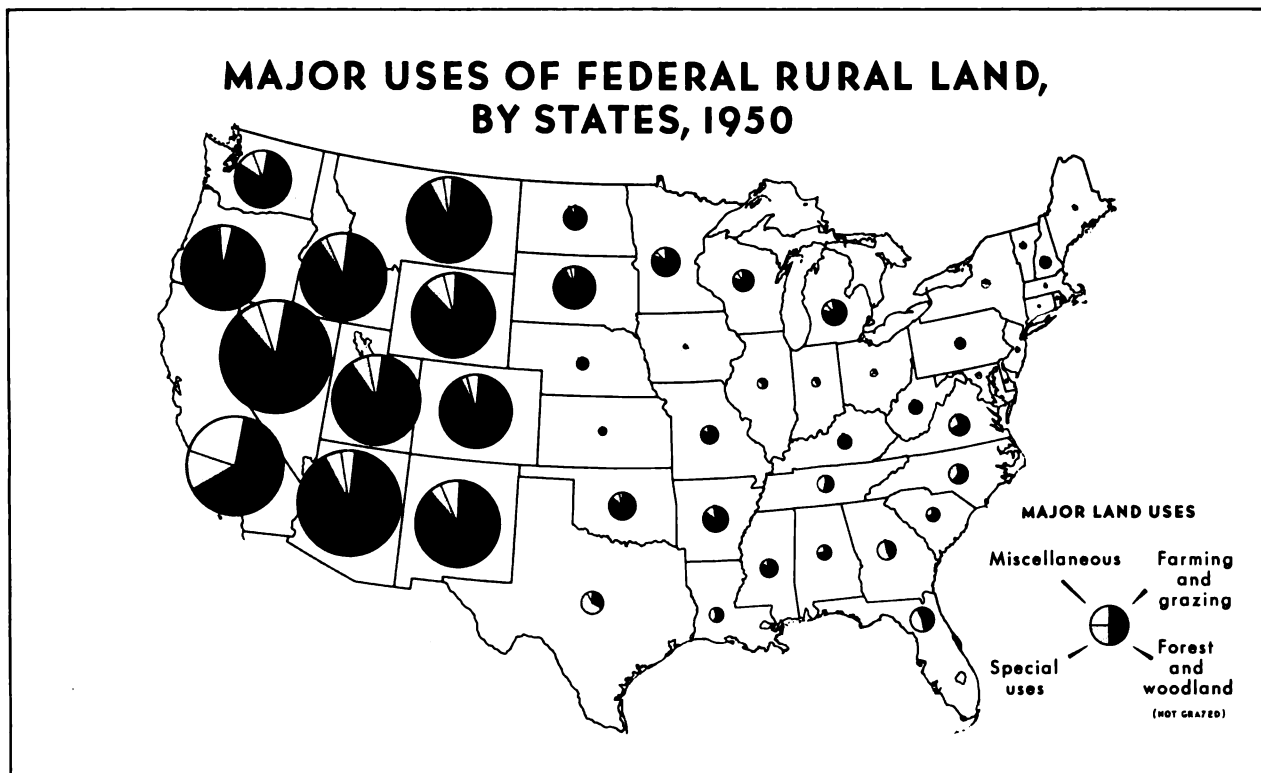 MAJOR USES OF FEDERAL RURAL LAND,
BY STATES, 1950
MAJOR LAND USES
Miscellaneous
Farming
and
grazing
Special
uses
Forest
and
woodland
(NOT GRAZED)